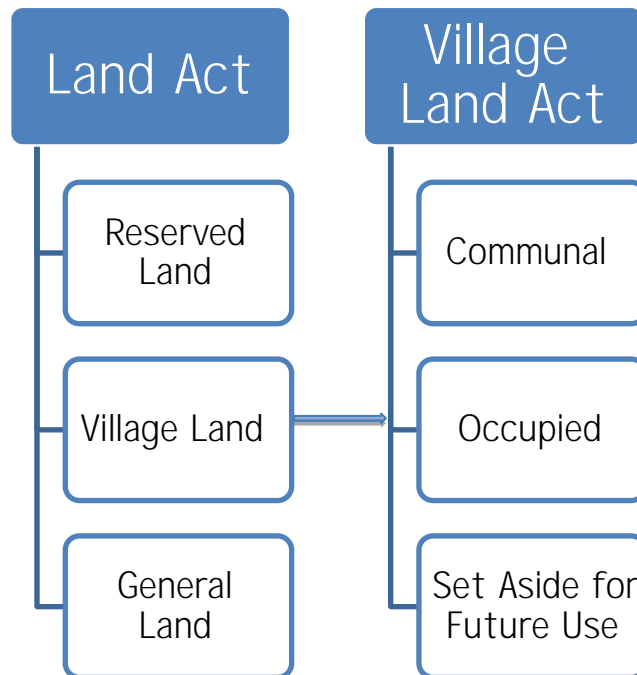 Land Act
Reserved
Land
Village Land
General
Land
Village
Land Act
Communal
Occupied
Set Aside for
Future Use